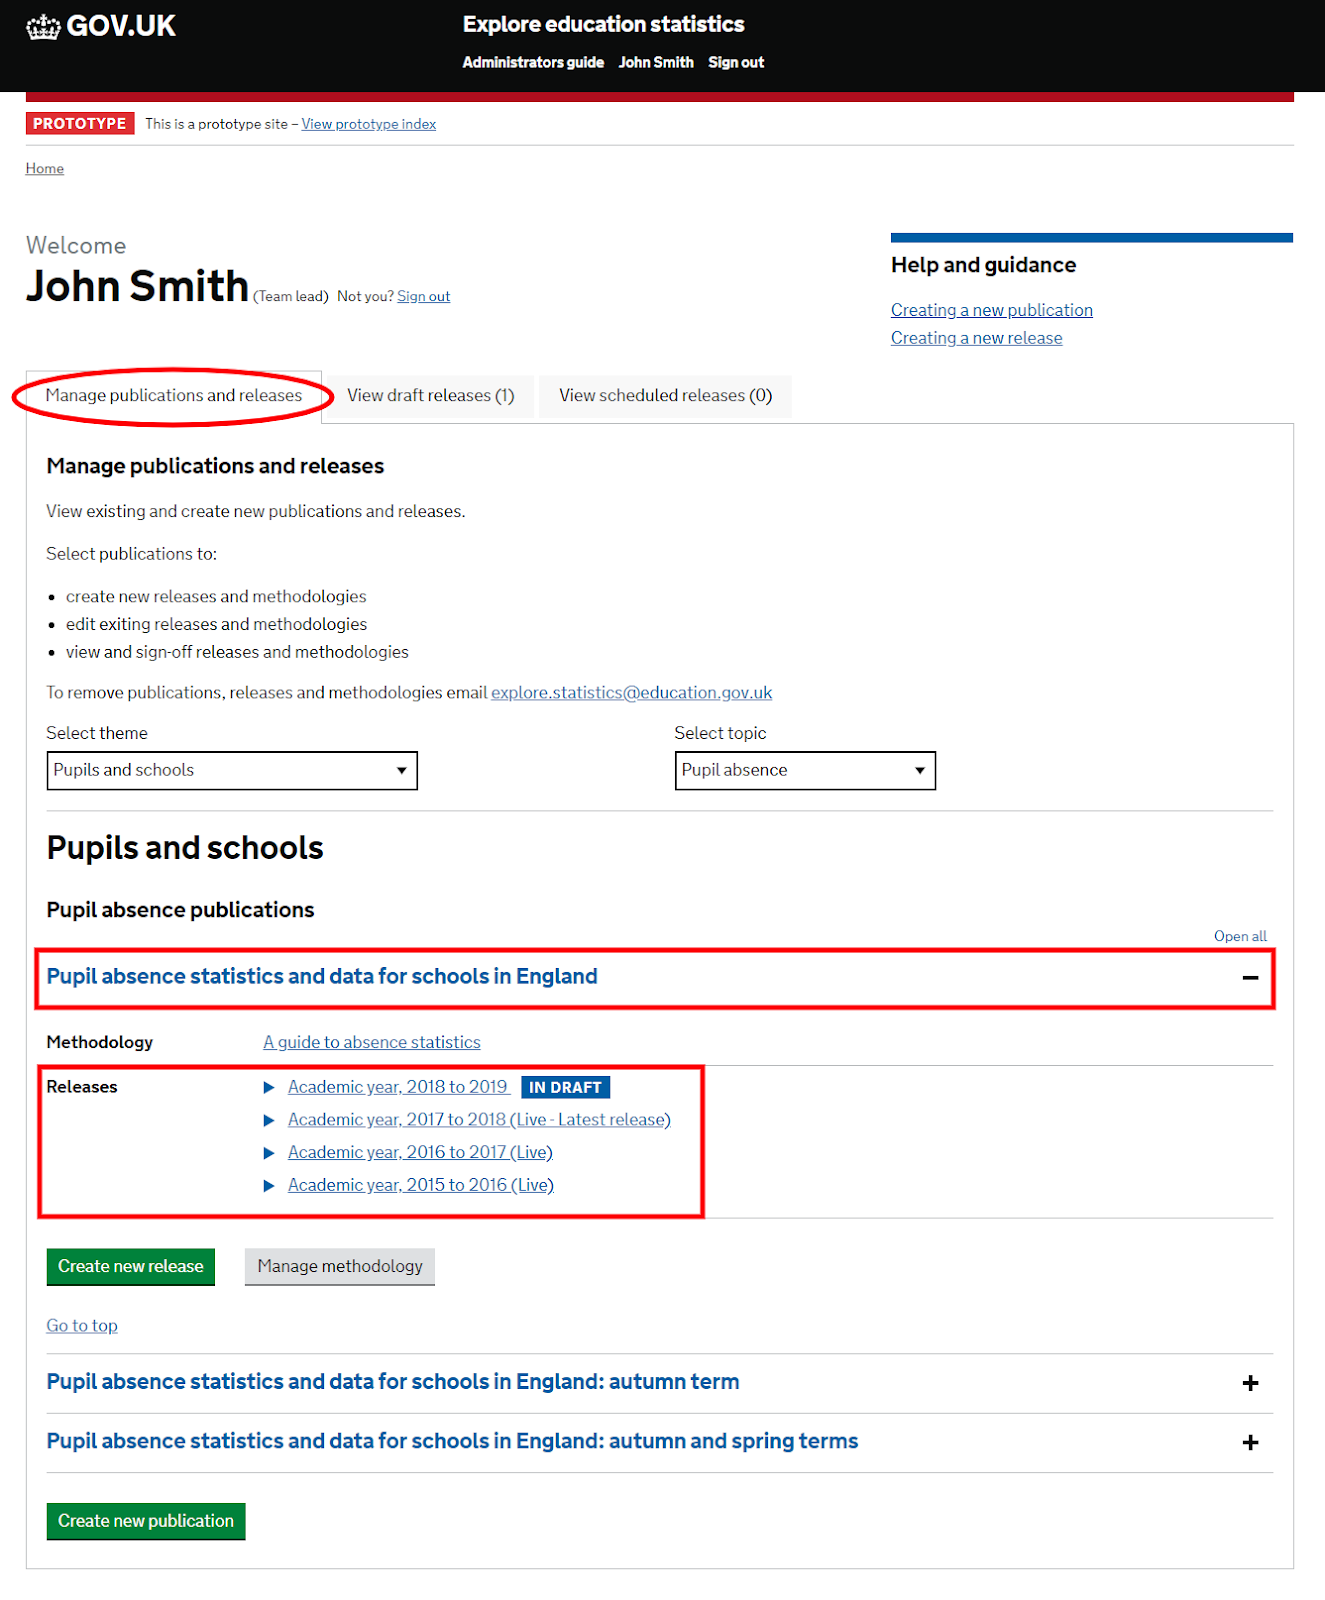 GOV.UK
Explore education statistics
Administrators guide John Smith Sign out
PROTOTYPE This is a prototype site – View prototype index
Home
Welcome
John Smith (Team lead) Not you? Sign out
Help and guidance
Creating a new publication
Creating a new release
Manage publications and releases View draft releases (1) View scheduled releases (0)
Manage publications and releases
View existing and create new publications and releases.
Select publications to:
• create new releases and methodologies
• edit exiting releases and methodologies
• view and sign-off releases and methodologies
To remove publications, releases and methodologies email explore.statistics@education.gov.uk
Select theme Select topic
Pupils and schools Pupil absence
Pupils and schools
Pupil absence publications
Open all
Pupil absence statistics and data for schools in England
Methodology A guide to absence statistics
Releases Academic year, 2018 to 2019 IN DRAFT
Academic year, 2017 to 2018 (Live - Latest release)
Academic year, 2016 to 2017 (Live)
Academic year, 2015 to 2016 (Live)
Create new release Manage methodology
Go to top
Pupil absence statistics and data for schools in England: autumn term
Pupil absence statistics and data for schools in England: autumn and spring terms
Create new publication